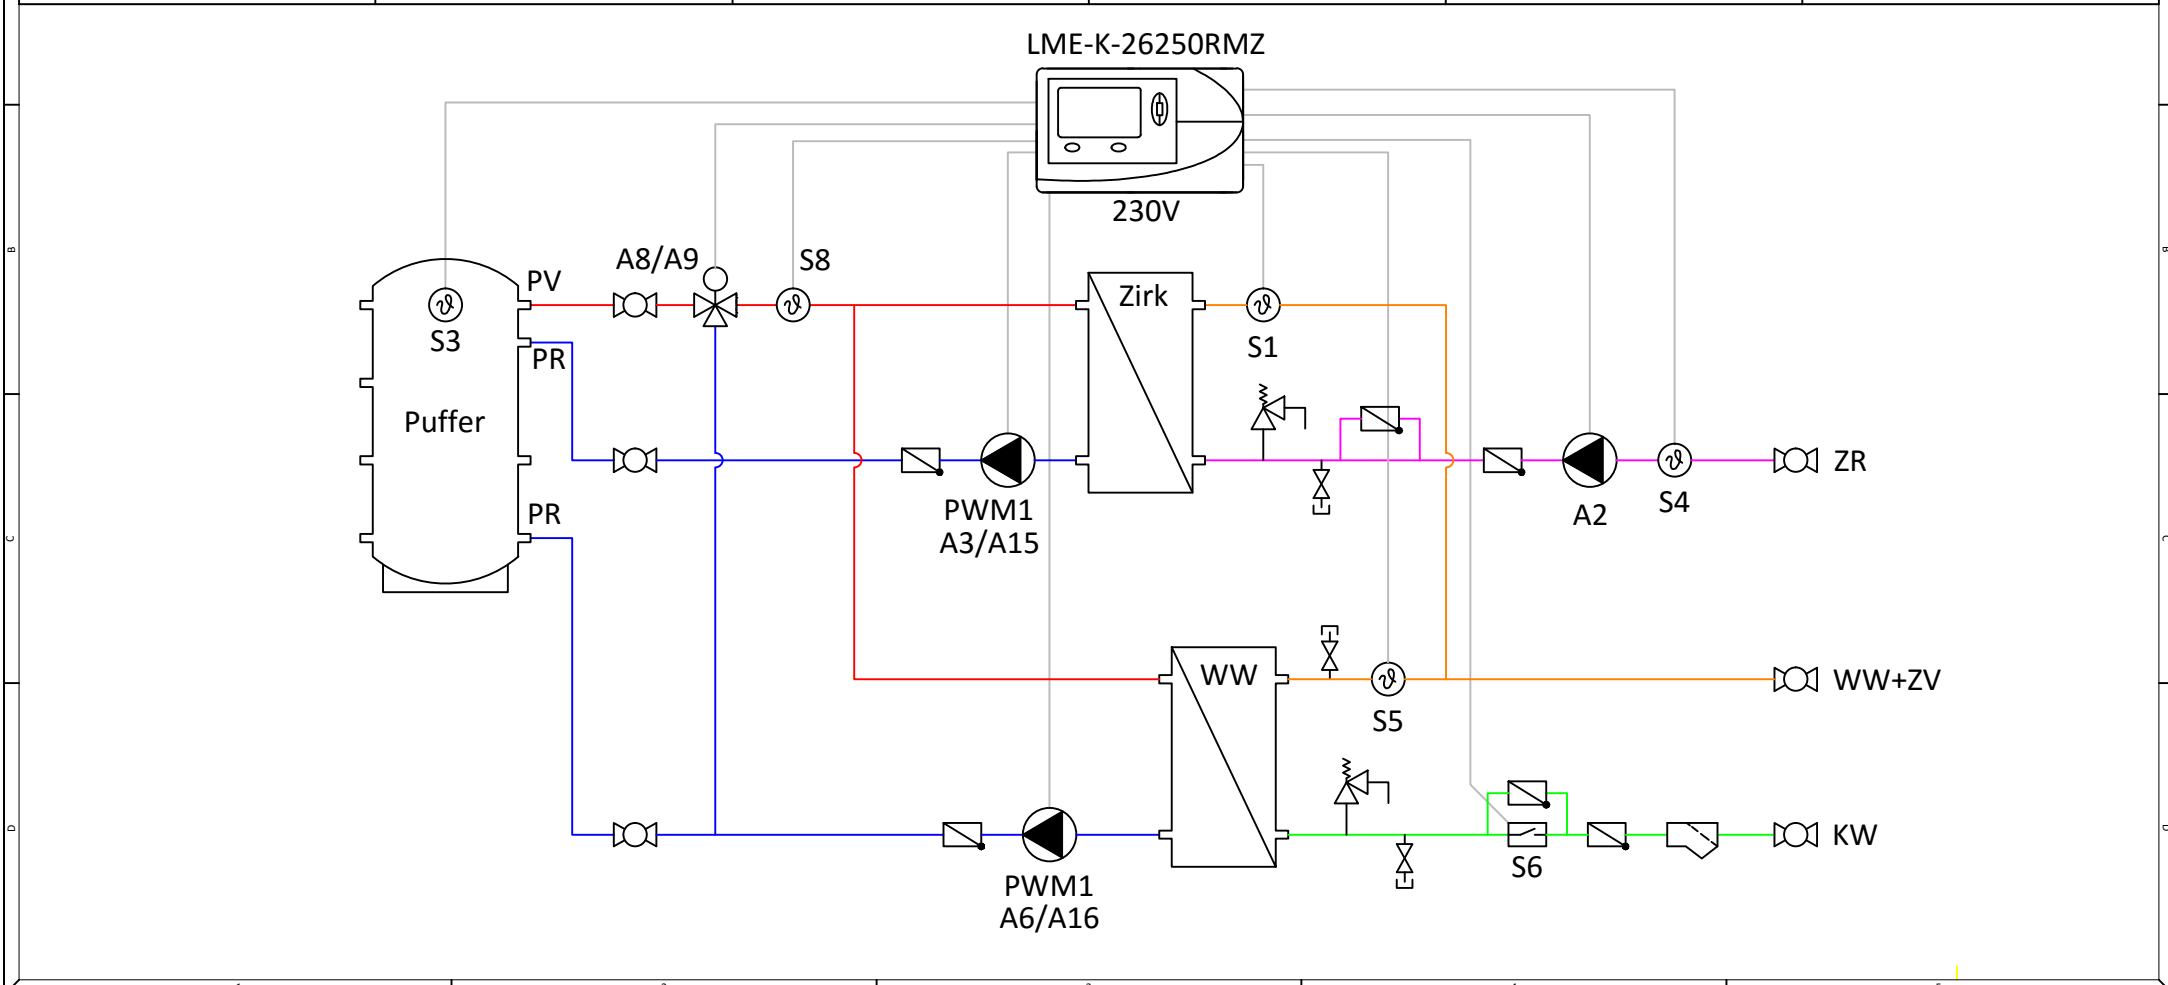 LME-K-26250RMZ
230V
A8/A9
S8
PV
Zirk
S3
PR
S1
Puffer
ZR
PWM1
A3/A15
A2
S4
PR
WW
WW+ZV
S5
KW
S6
PWM1
A6/A16
B
C
C
D
D